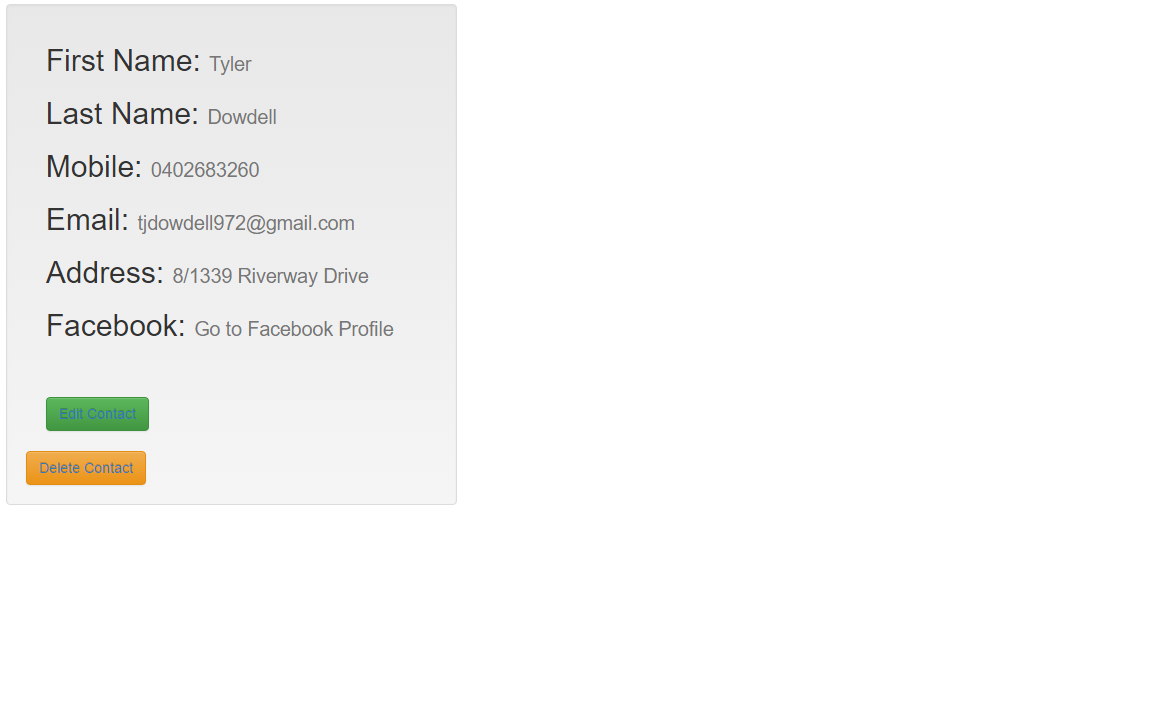 First Name: Tyler
Last Name: Dowdell
Mobile: 0402683260
Email: tjdowdell972@gmail.com
Address: 8/1339 Riverway Drive
Facebook: Go to Facebook Profile
Edit Contact
Delete Contact